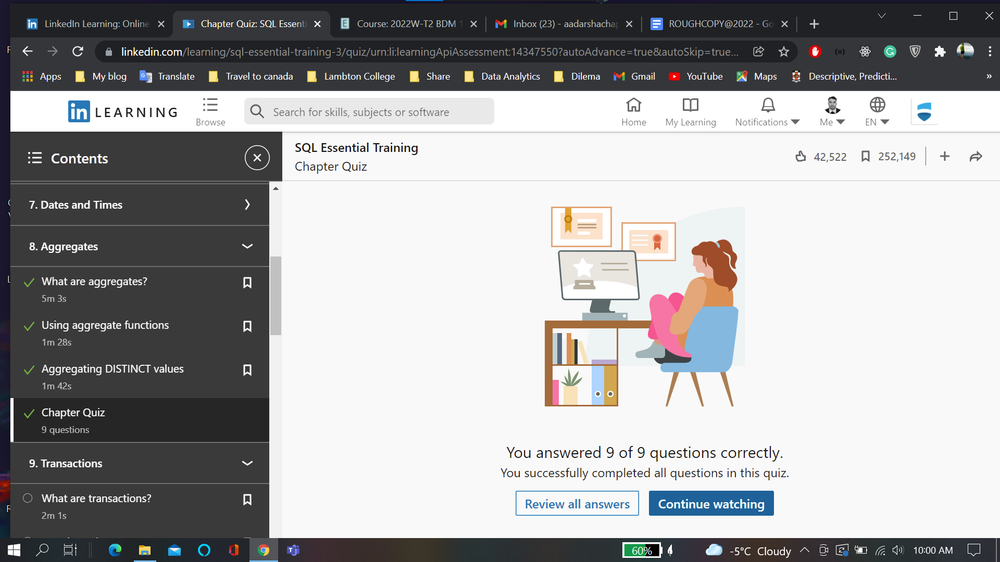 LinkedIn Learning: Online
Chapter Quiz: SQL Essenti
Course: 2022W-T2 BDM 1
Inbox (23) - aadarshachap
ROUGHCOPY@2022 - Go
linkedin.com/learning/sql-essential-training-3/quiz/urn:li:learningApiAssessment:14347550?autoAdvance=true&autoSkip=true...
Apps
My blog
Translate
Travel to canada
Lambton College
Share
Data Analytics
Dilema
Gmail
YouTube
Maps
Descriptive, Predicti...
»
in LEARNING
Browse
Search for skills, subjects or software
Home
My Learning
Notifications
Me
EN
Contents
SQL Essential Training
Chapter Quiz
42,522
252,149
7. Dates and Times
8. Aggregates
What are aggregates?
5m 3s
Using aggregate functions
1m 28s
Aggregating DISTINCT values
1m 42s
Chapter Quiz
9 questions
9. Transactions
What are transactions?
2m 1s
You answered 9 of 9 questions correctly.
You successfully completed all questions in this quiz.
Review all answers
Continue watching
60%
-5°C Cloudy
10:00 AM